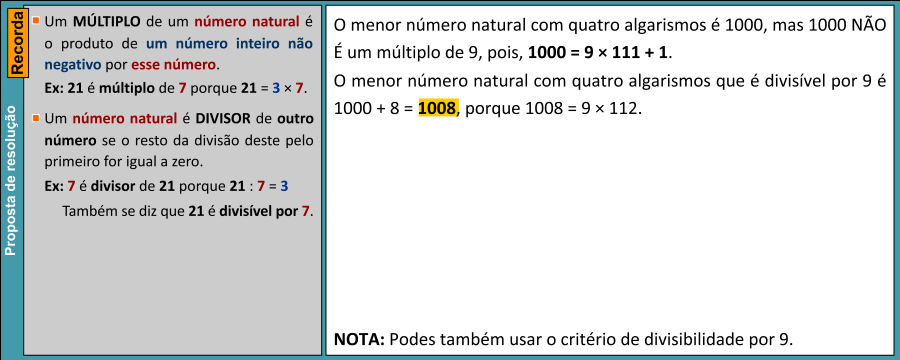 Recorda
Proposta de resolução
Um MÚLTIPLO de um número natural é
o produto de um número inteiro não
negativo por esse número.
Ex: 21 é múltiplo de 7 porque 21 = 3 × 7.
Um número natural é DIVISOR de outro
número se o resto da divisão deste pelo
primeiro for igual a zero.
Ex: 7 é divisor de 21 porque 21 : 7 = 3
Também se diz que 21 é divisível por 7.
O menor número natural com quatro algarismos é 1000, mas 1000 NÃO
É um múltiplo de 9, pois, 1000 = 9 × 111 + 1.
O menor número natural com quatro algarismos que é divisível por 9 é
1000 + 8 = 1008, porque 1008 = 9 × 112.
NOTA: Podes também usar o critério de divisibilidade por 9.